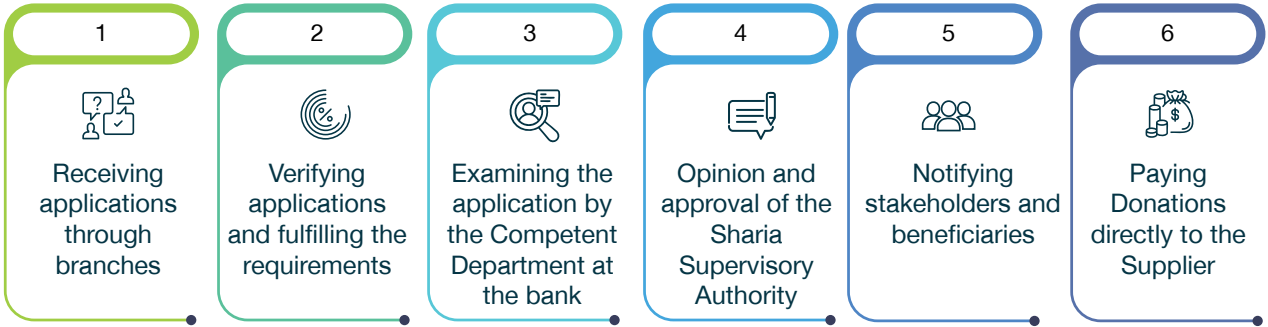 1
Receiving
applications
through
branches
2
Verifying
applications
and fulfilling the
requirements
3
Examining the
application by
the Competent
Department at
the bank
4
Opinion and
approval of the
Sharia
Supervisory
Authority
5
Notifying
stakeholders and
beneficiaries
6
Paying
Donations
directly to the
Supplier